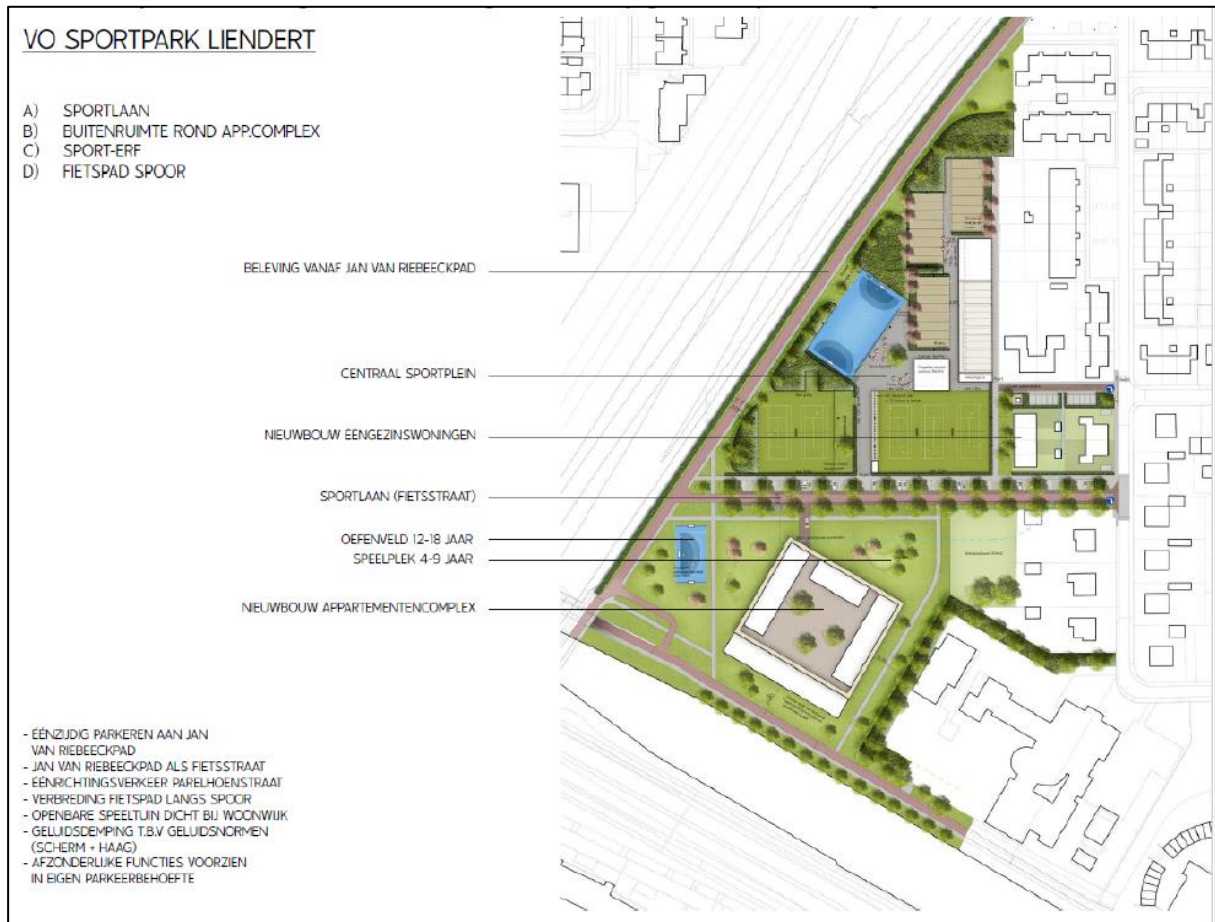 VO SPORTPARK LIENDERT
A) SPORTLAAN
B) BUITENRUIMTE ROND APP.COMPLEX
C) SPORT-ERF
D) FIETSPAD SPOOR
BELEVING VANAF JAN VAN RIEBEECKPAD
CENTRAAL SPORTPLEIN
NIEUWBOUW EENGEZINSWONINGEN
SPORTLAAN (FIETSSTRAAT)
OEFENVELD 12-18 JAAR
SPEELPLEK 4-9 JAAR
NIEUWBOUW APPARTEMENTENCOMPLEX
- ÉÉNZIJDIG PARKEREN AAN JAN
VAN RIEBEECKPAD
- JAN VAN RIEBEECKPAD ALS FIETSSTRAAT
- ÉÉNRICHTINGSVERKEER PARELHOENSTRAAT
- VERBREDING FIETSPAD LANGS SPOOR
- OPENBARE SPEELTUIN DICHT BIJ WOONWIJK
- GELUIDSDEMPING T.B.V GELUIDSNORMEN
(SCHERM + HAAG)
- AFZONDERLIJKE FUNCTIES VOORZIEN
IN EIGEN PARKEERBEHOEFTE